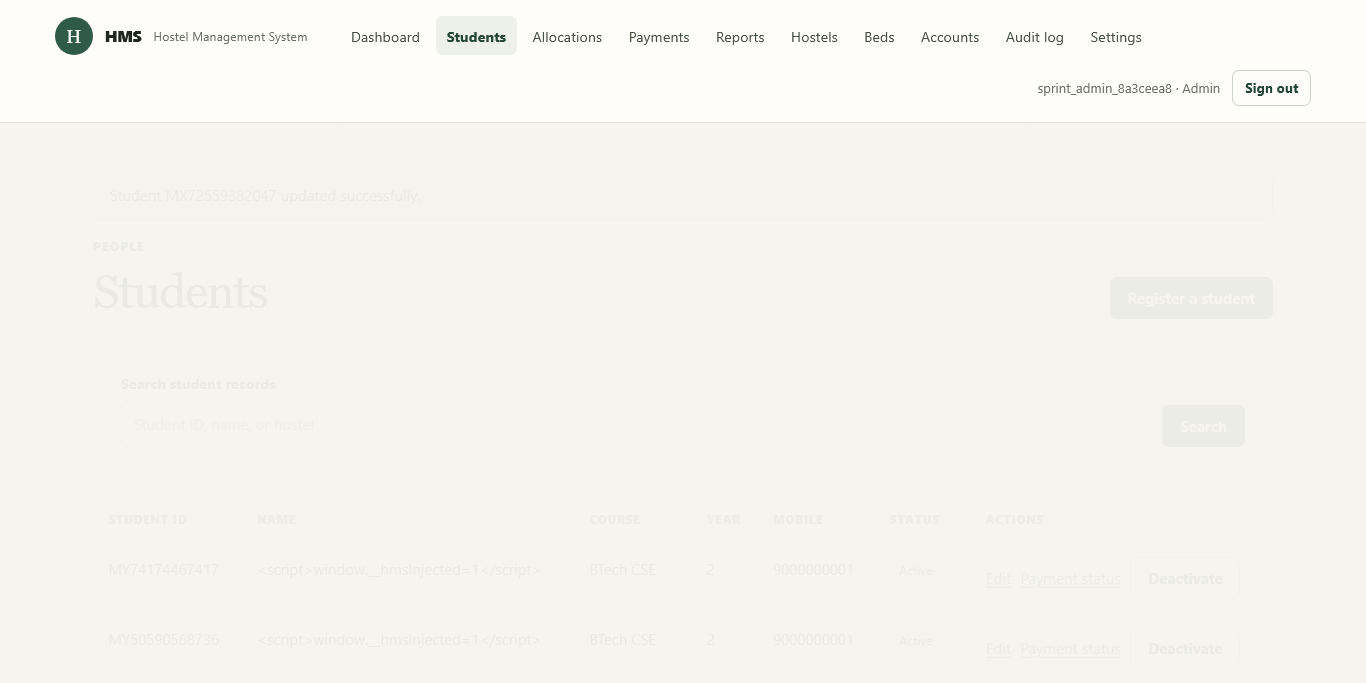 H HMS Hostel Management System Dashboard Students Allocations Payments Reports Hostels Beds Accounts Audit log Settings
sprint_admin_8a3ceea8 · Admin Sign out
Student MX72559382047 updated successfully.
PEOPLE
Students
Register a student
Search student records
Student ID, name, or hostel
Search
STUDENT ID NAME COURSE YEAR MOBILE STATUS ACTIONS
MY74174467417 <script>window.__hmsInjected=1</script> BTech CSE 2 9000000001 Active Edit Payment status Deactivate
MY50590568736 <script>window.__hmsInjected=1</script> BTech CSE 2 9000000001 Active Edit Payment status Deactivate